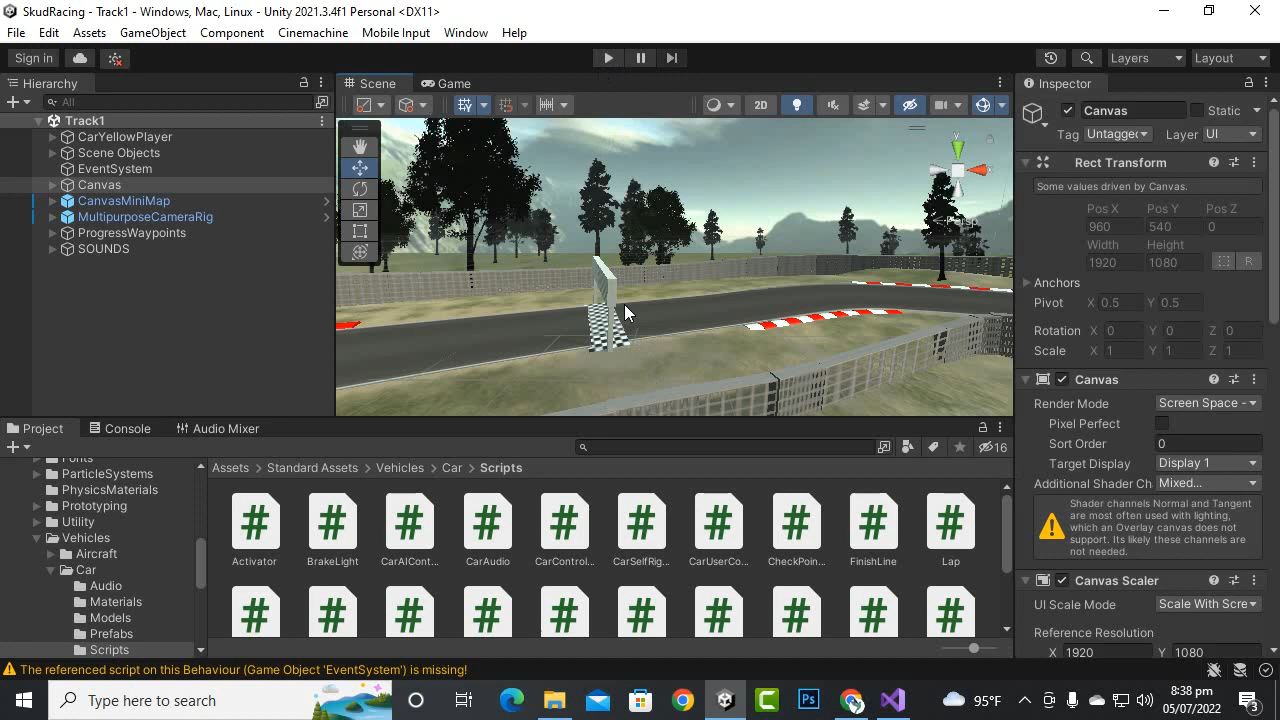 SkudRacing - Track1 - Windows, Mac, Linux - Unity 2021.3.4f1 Personal <DX11>
File Edit Assets GameObject Component Cinemachine Mobile Input Window Help
Sign in Layers Layout
Hierarchy Scene Game Inspector
All 2D
Track1
CarYellowPlayer
Scene Objects
EventSystem
Canvas
CanvasMiniMap
MultipurposeCameraRig
ProgressWaypoints
SOUNDS
y
Persp
Canvas Static
Tag Untagged Layer UI
Rect Transform
Some values driven by Canvas.
Pos X Pos Y Pos Z
960 540 0
Width Height
1920 1080 R
Anchors
Pivot X 0.5 Y 0.5
Rotation X 0 Y 0 Z 0
Scale X 1 Y 1 Z 1
Canvas
Render Mode Screen Space -
Pixel Perfect
Sort Order 0
Target Display Display 1
Additional Shader Ch Mixed...
Shader channels Normal and Tangent
are most often used with lighting,
which an Overlay canvas does not
support. Its likely these channels are
not needed.
Canvas Scaler
UI Scale Mode Scale With Scre
Reference Resolution
X 1920 Y 1080
Project Console Audio Mixer
16
Fonts
ParticleSystems
PhysicsMaterials
Prototyping
Utility
Vehicles
Aircraft
Car
Audio
Materials
Models
Prefabs
Scripts
Assets > Standard Assets > Vehicles > Car > Scripts
Activator BrakeLight CarAICont... CarAudio CarControl... CarSelfRig... CarUserCo... CheckPoin... FinishLine Lap
The referenced script on this Behaviour (Game Object 'EventSystem') is missing!
Type here to search
95°F
8:38 pm
05/07/2022
3